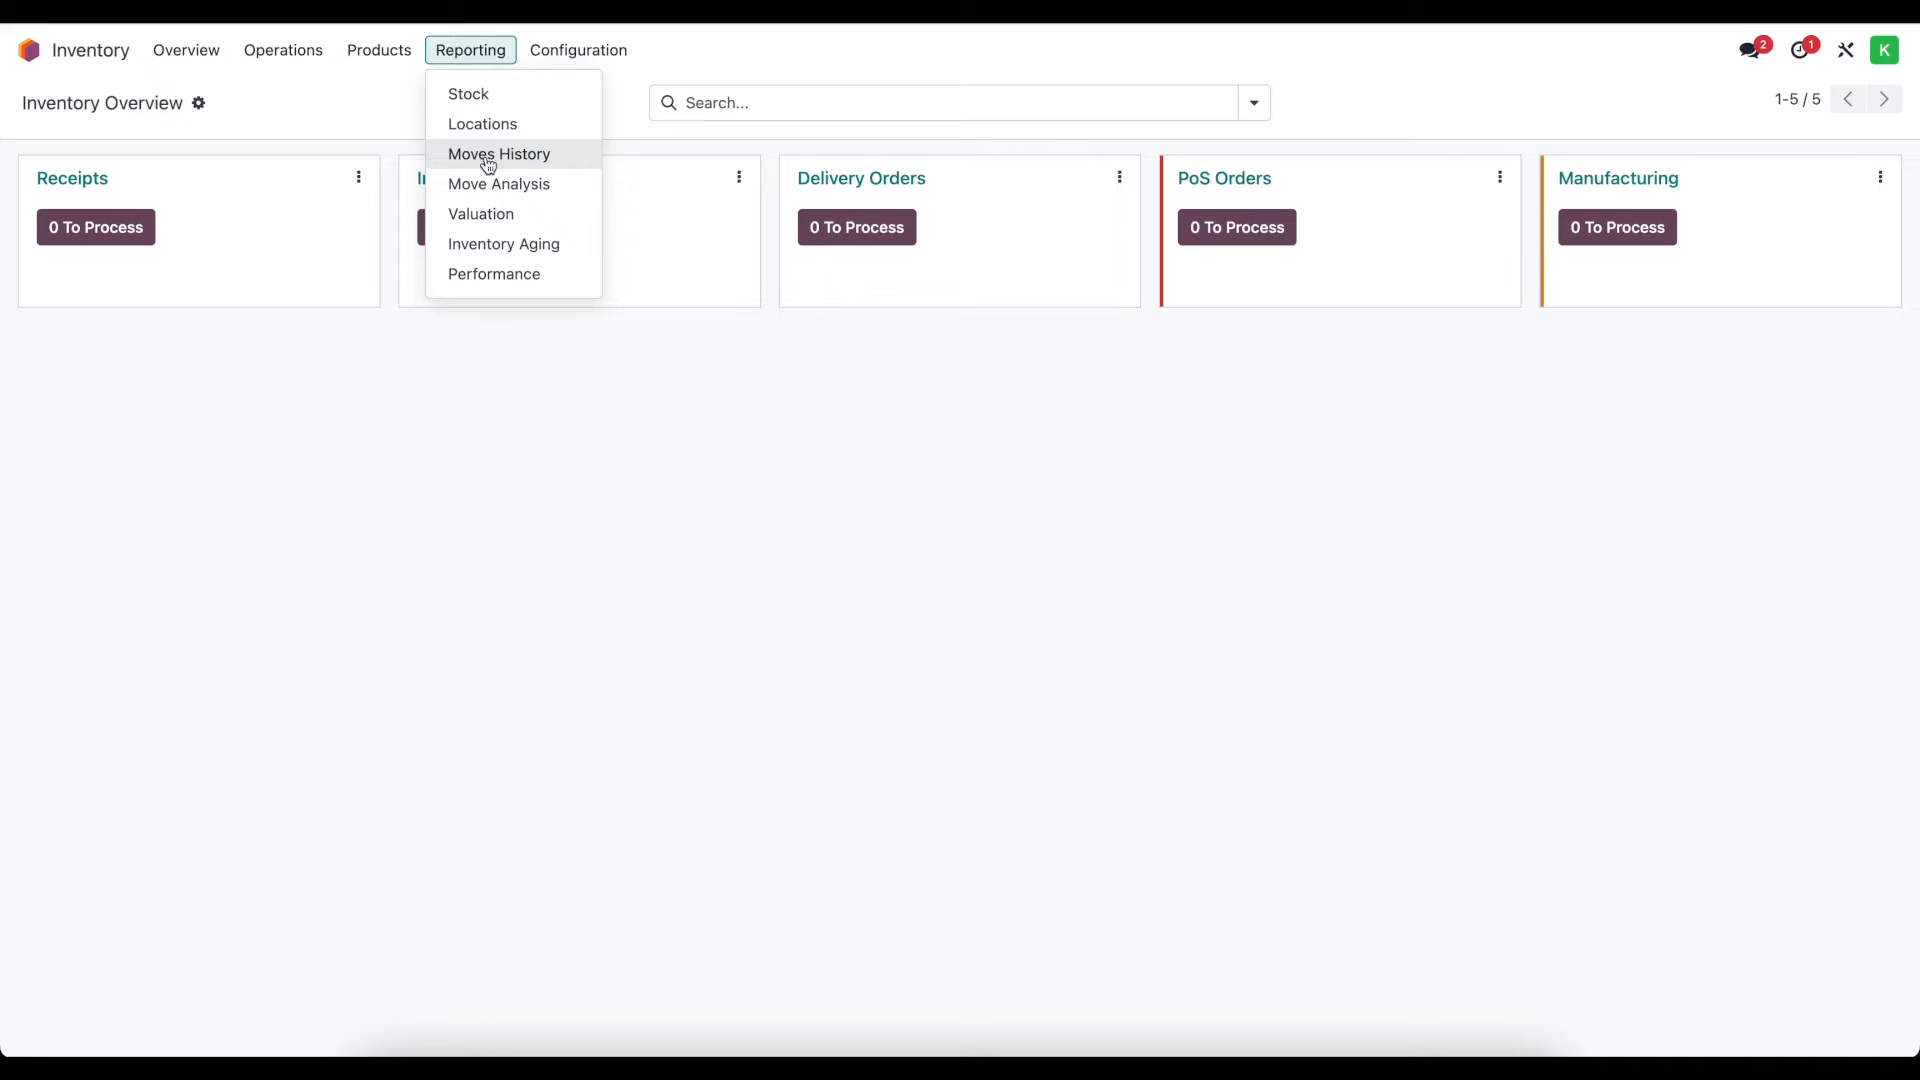 Inventory Overview Operations Products Reporting Configuration 2 1 K
Inventory Overview Search... 1-5 / 5
Stock
Locations
Moves History
Move Analysis
Valuation
Inventory Aging
Performance
Receipts Delivery Orders PoS Orders Manufacturing
0 To Process 0 To Process 0 To Process 0 To Process